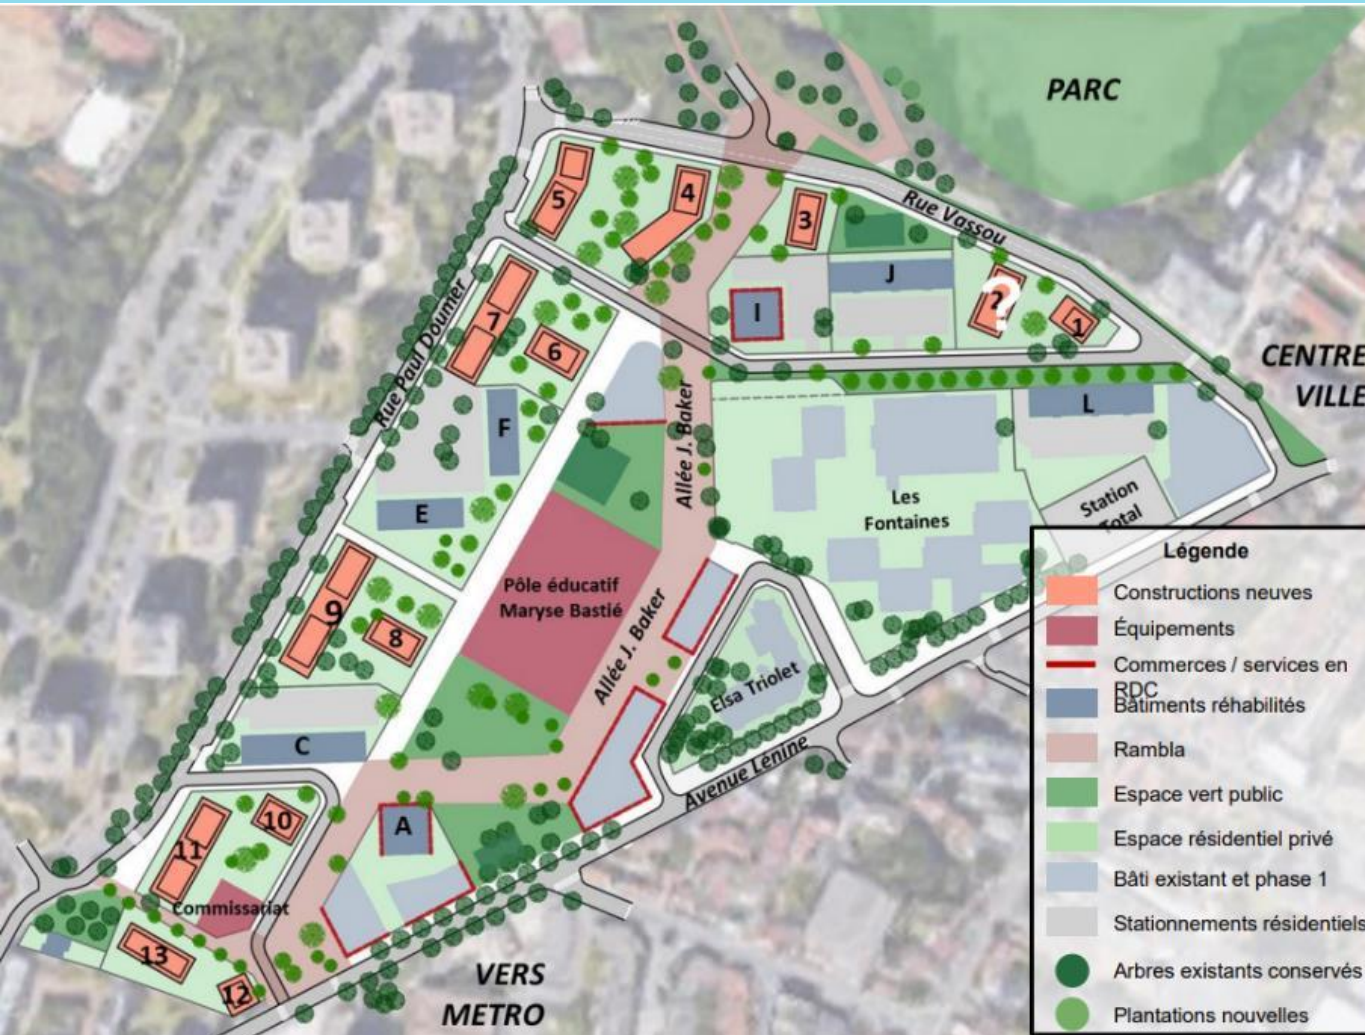 PARC
5
4
3
Rue Vassou
J
I
2
?
1
CENTRE
VILLE
7
6
Rue Paul Doumer
Allée J. Baker
L
F
E
Les
Fontaines
Station
Total
Pôle éducatif
Maryse Bastié
9
8
Allée J. Baker
Elsa Triolet
C
Avenue Lénine
A
10
11
Commissariat
13
12
VERS
METRO
Légende
Constructions neuves
Équipements
Commerces / services en
RDC
Bâtiments réhabilités
Rambla
Espace vert public
Espace résidentiel privé
Bâti existant et phase 1
Stationnements résidentiels
Arbres existants conservés
Plantations nouvelles